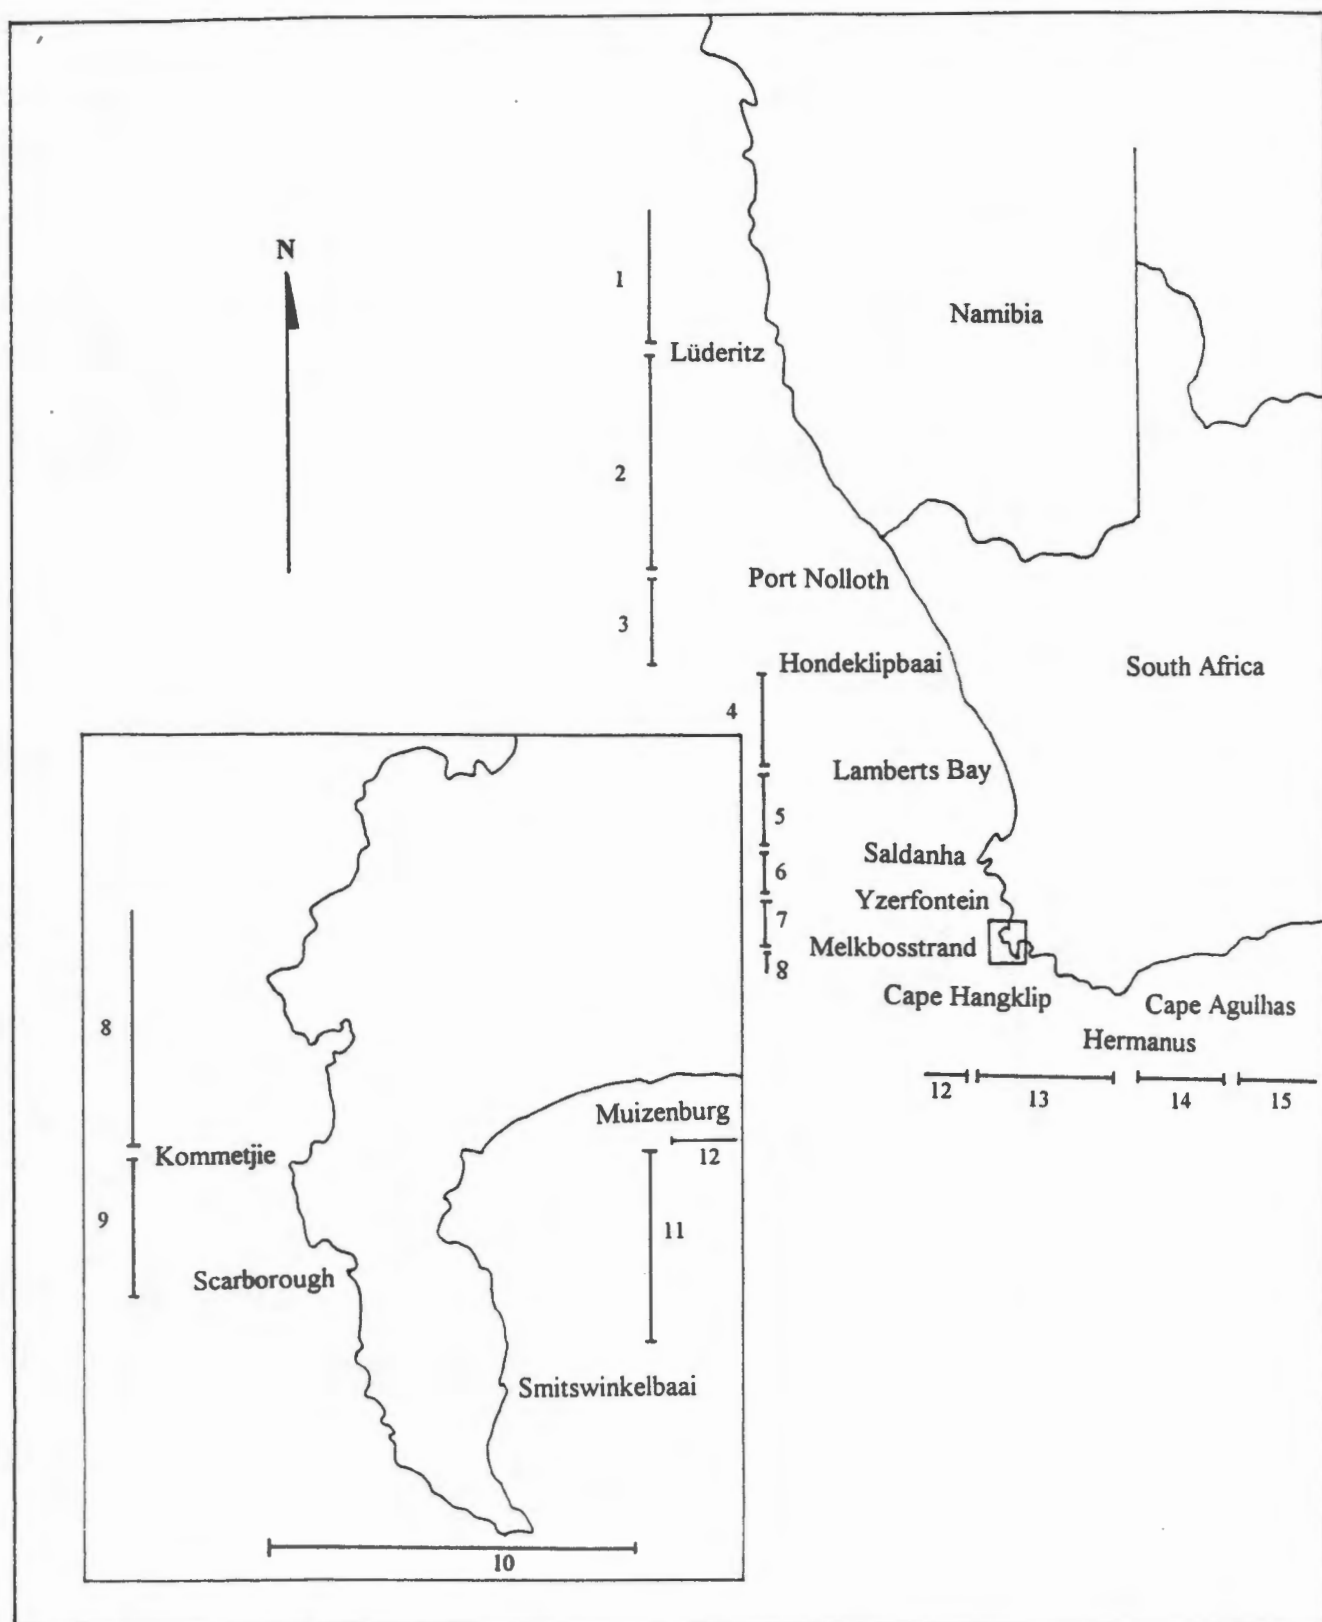 N
1
Namibia
Lüderitz
2
Port Nolloth
3
Hondeklipbaai
South Africa
4
Lamberts Bay
5
Saldanha
6
Yzerfontein
7
Melkbosstrand
8
Cape Hangklip
Cape Agulhas
Hermanus
12
13
14
15
8
Muizenburg
12
Kommetjie
9
11
Scarborough
Smitswinkelbaai
10